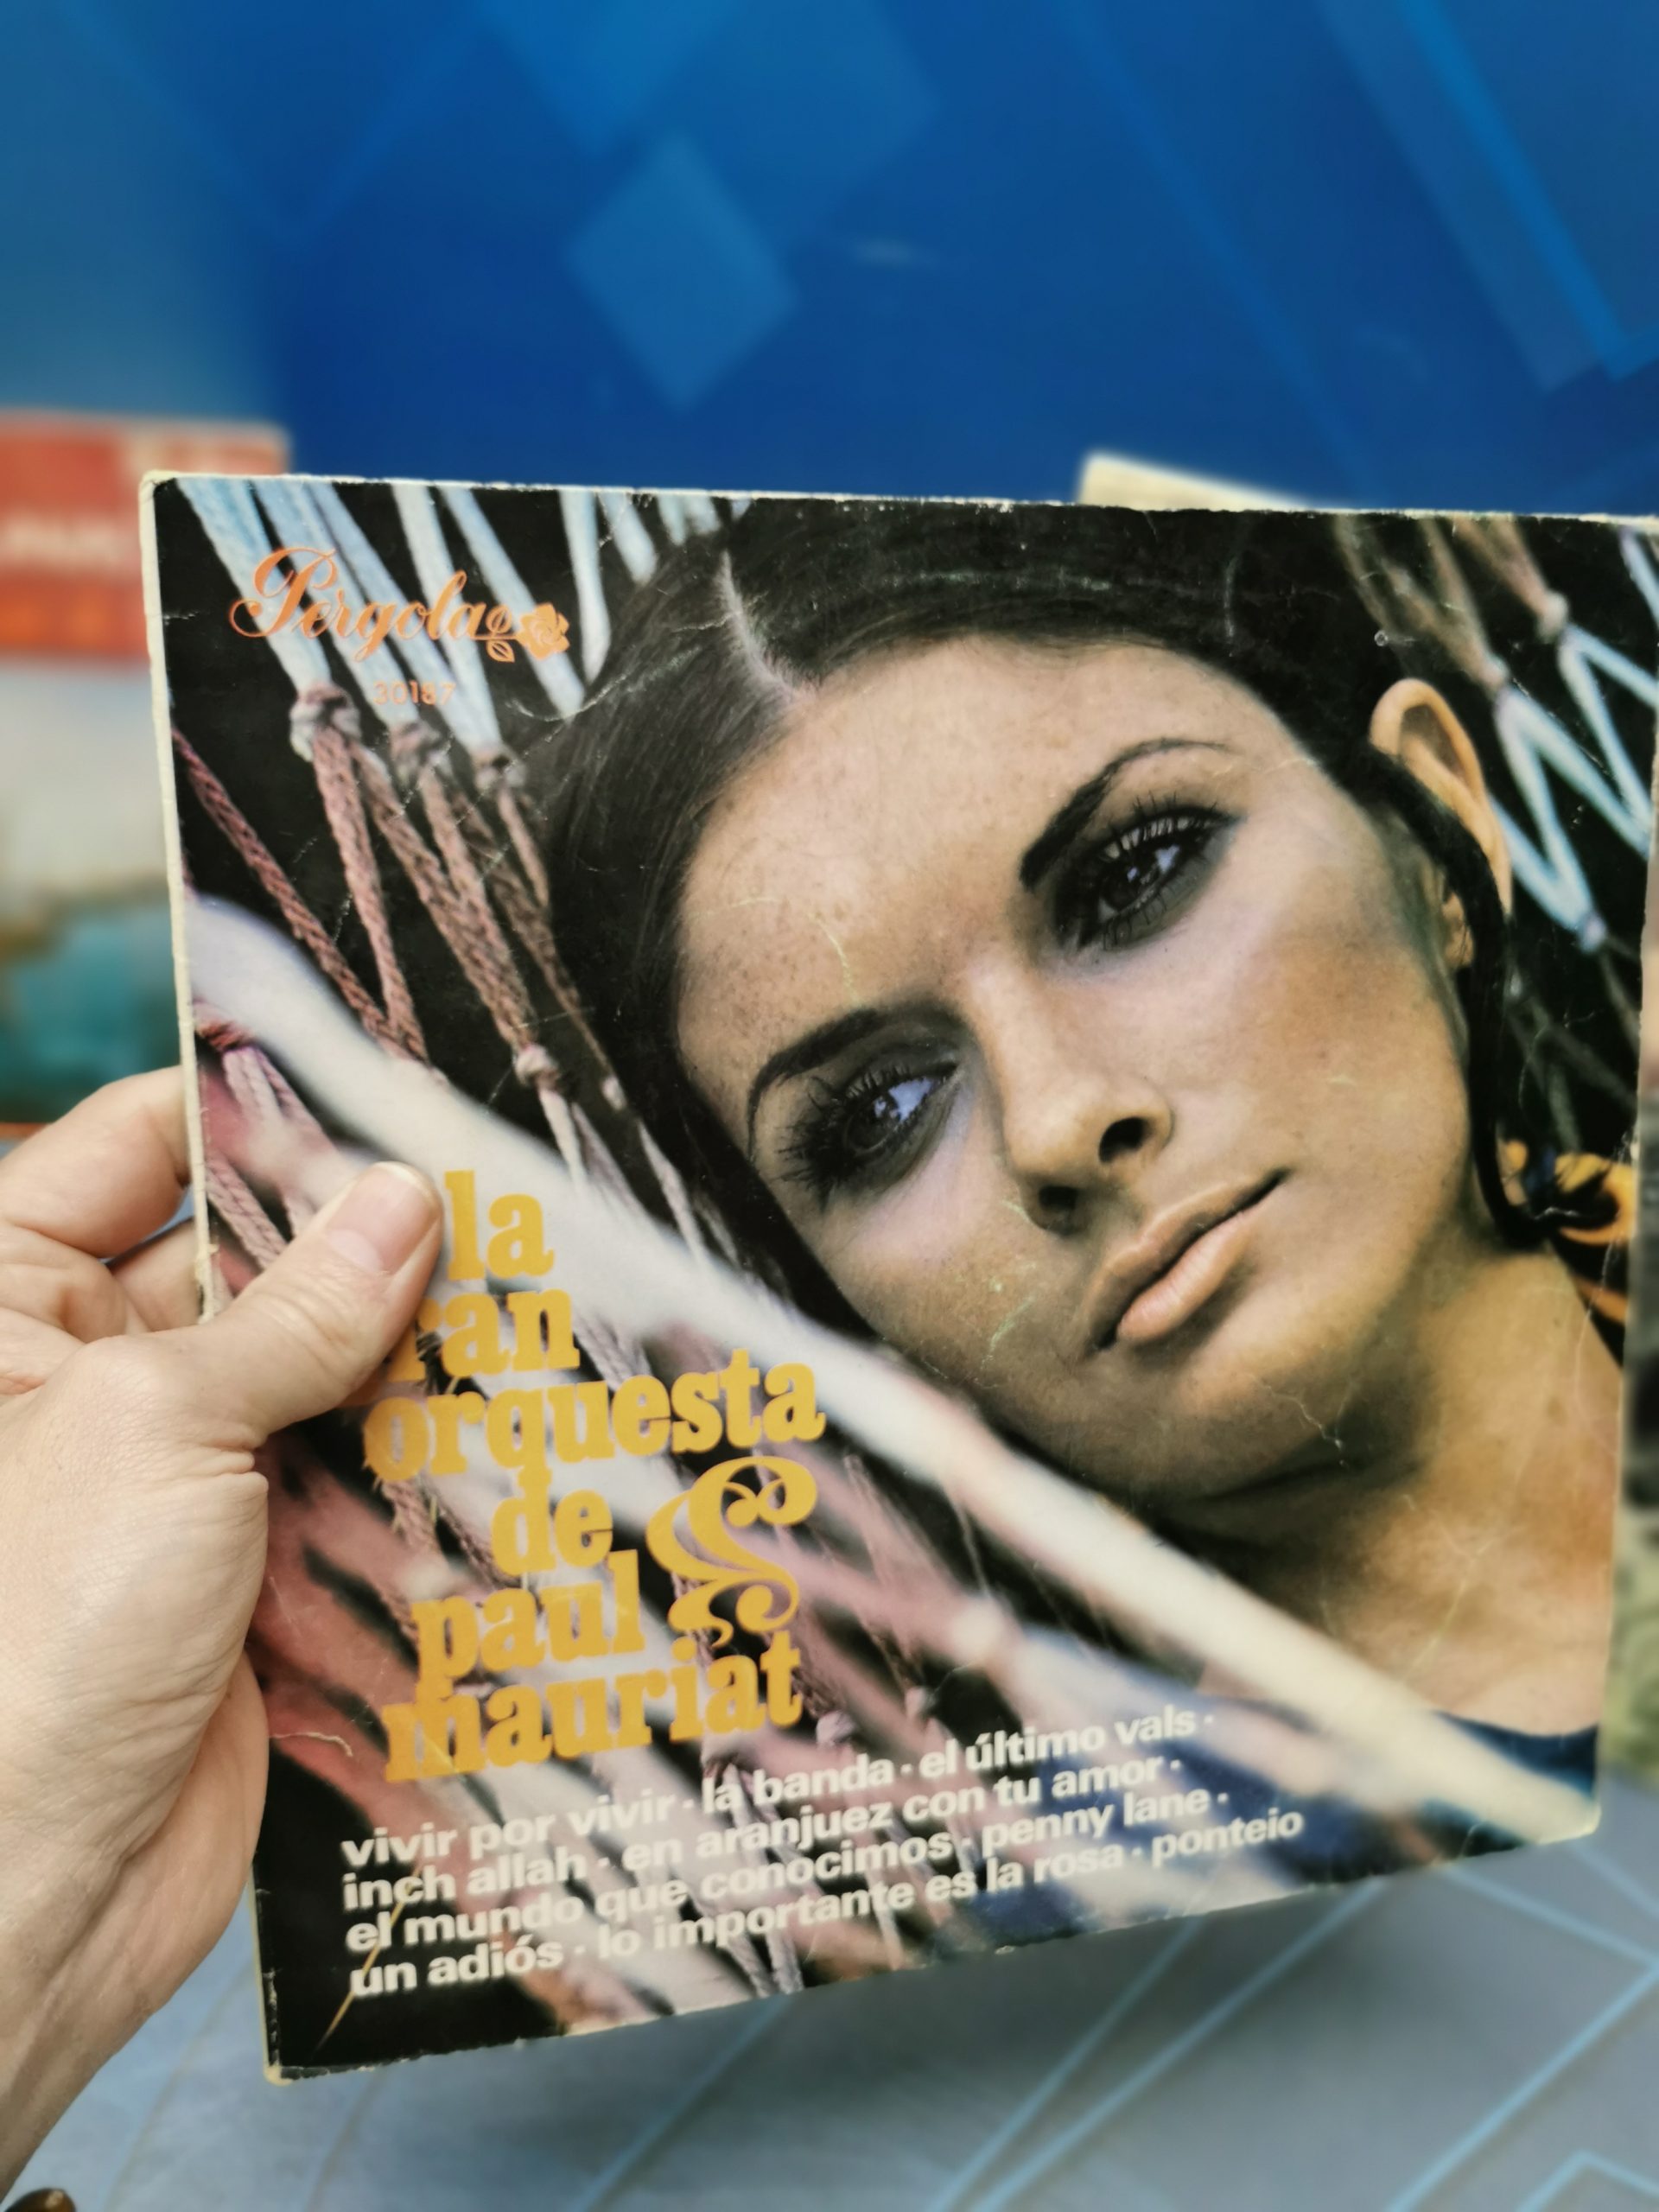 Pergola
30187
la
ran
orquesta
de
paul
mauriat
vivir por vivir · la banda · el último vals ·
inch allah · en aranjuez con tu amor ·
el mundo que conocimos · penny lane ·
un adiós · lo importante es la rosa · ponteio